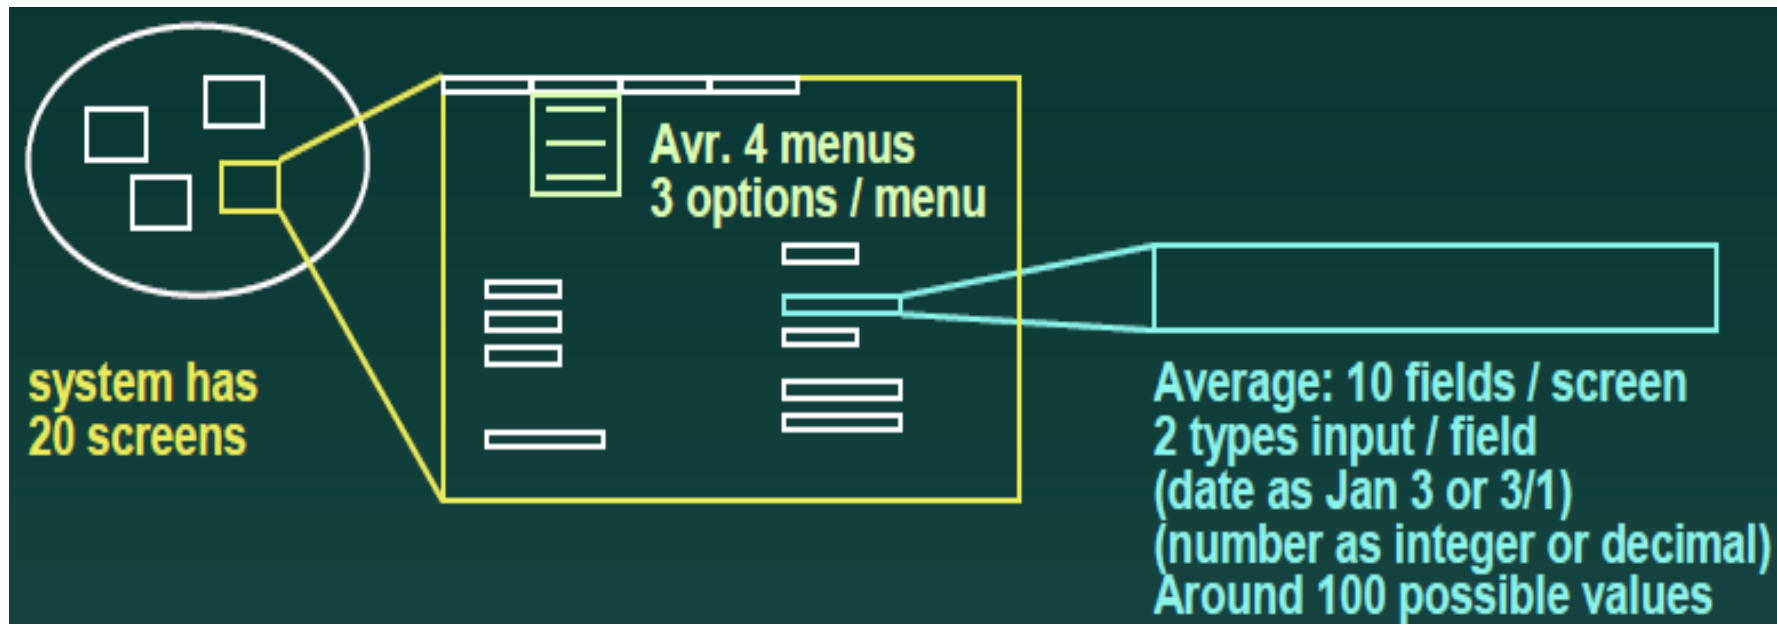 Avr. 4 menus
3 options / menu
system has
20 screens
Average: 10 fields / screen
2 types input / field
(date as Jan 3 or 3/1)
(number as integer or decimal)
Around 100 possible values